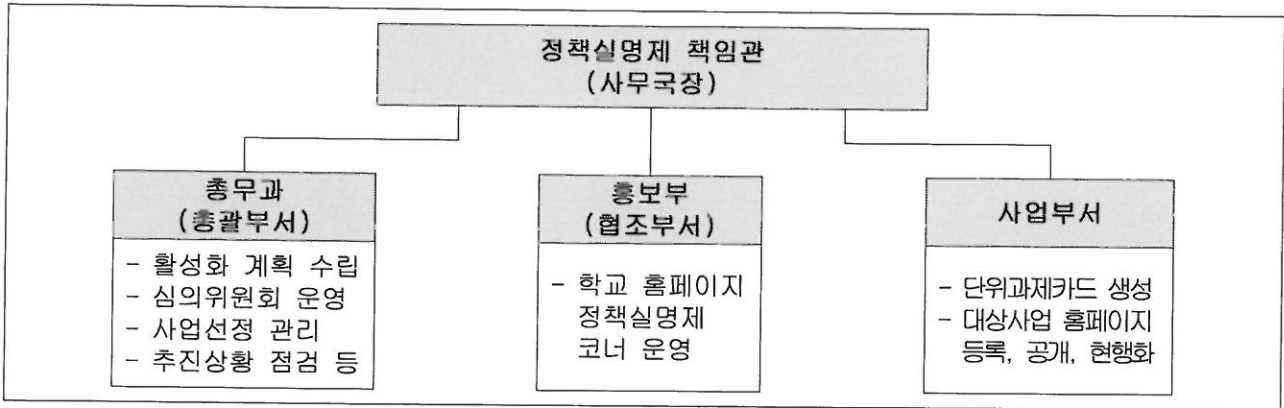 정책실명제 책임관
(사무국장)
총무과
(총괄부서)
- 활성화 계획 수립
- 심의위원회 운영
- 사업선정 관리
- 추진상황 점검 등
홍보부
(협조부서)
- 학교 홈페이지
정책실명제
코너 운영
사업부서
- 단위과제카드 생성
- 대상사업 홈페이지
등록, 공개, 현행화